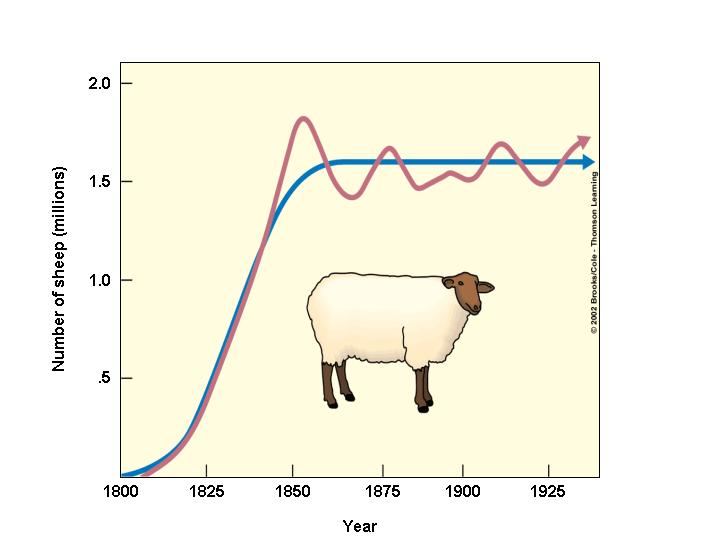 2.0
1.5
1.0
.5
Number of sheep (millions)
1800 1825 1850 1875 1900 1925
Year
© 2002 Brooks/Cole - Thomson Learning